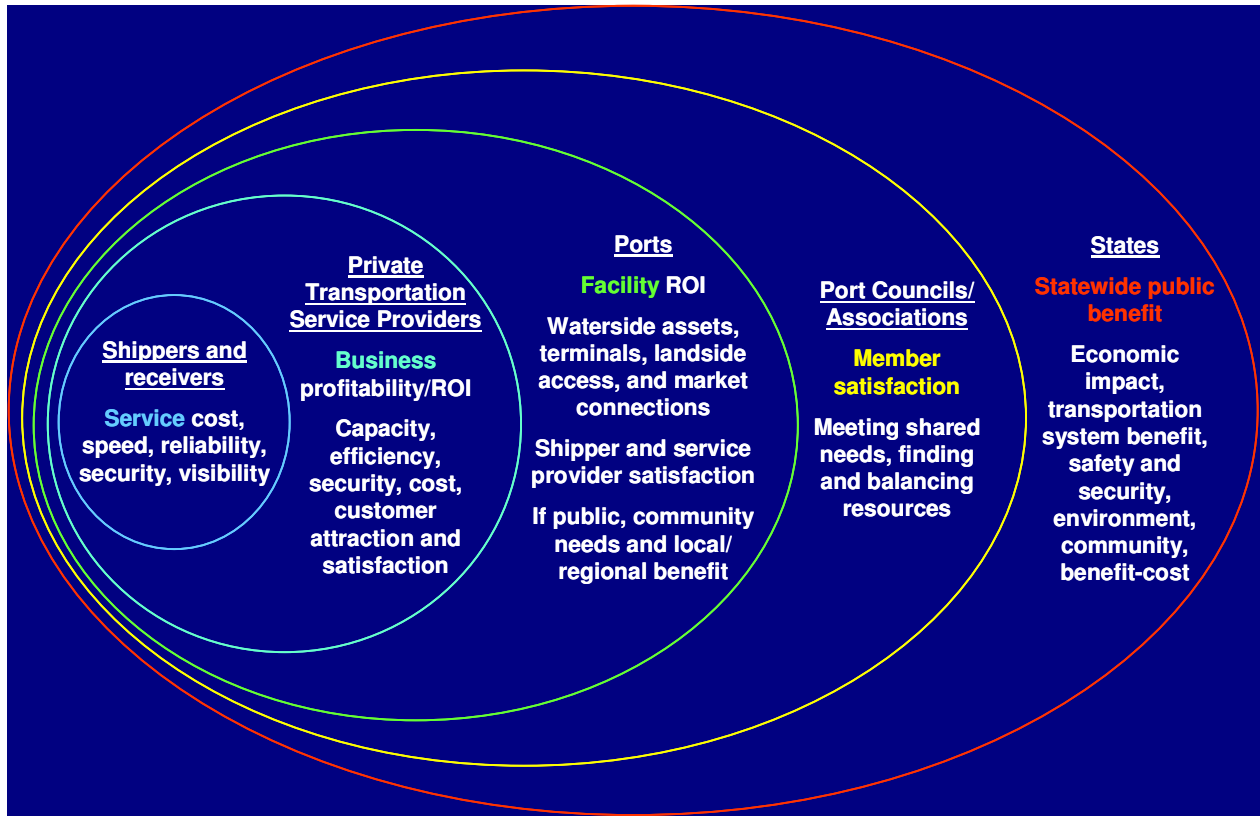 Shippers and
receivers
Service cost,
speed, reliability,
security, visibility
Private
Transportation
Service Providers
Business
profitability/ROI
Capacity,
efficiency,
security, cost,
customer
attraction and
satisfaction
Ports
Facility ROI
Waterside assets,
terminals, landside
access, and market
connections
Shipper and service
provider satisfaction
If public, community
needs and local/
regional benefit
Port Councils/
Associations
Member
satisfaction
Meeting shared
needs, finding
and balancing
resources
States
Statewide public
benefit
Economic
impact,
transportation
system benefit,
safety and
security,
environment,
community,
benefit-cost